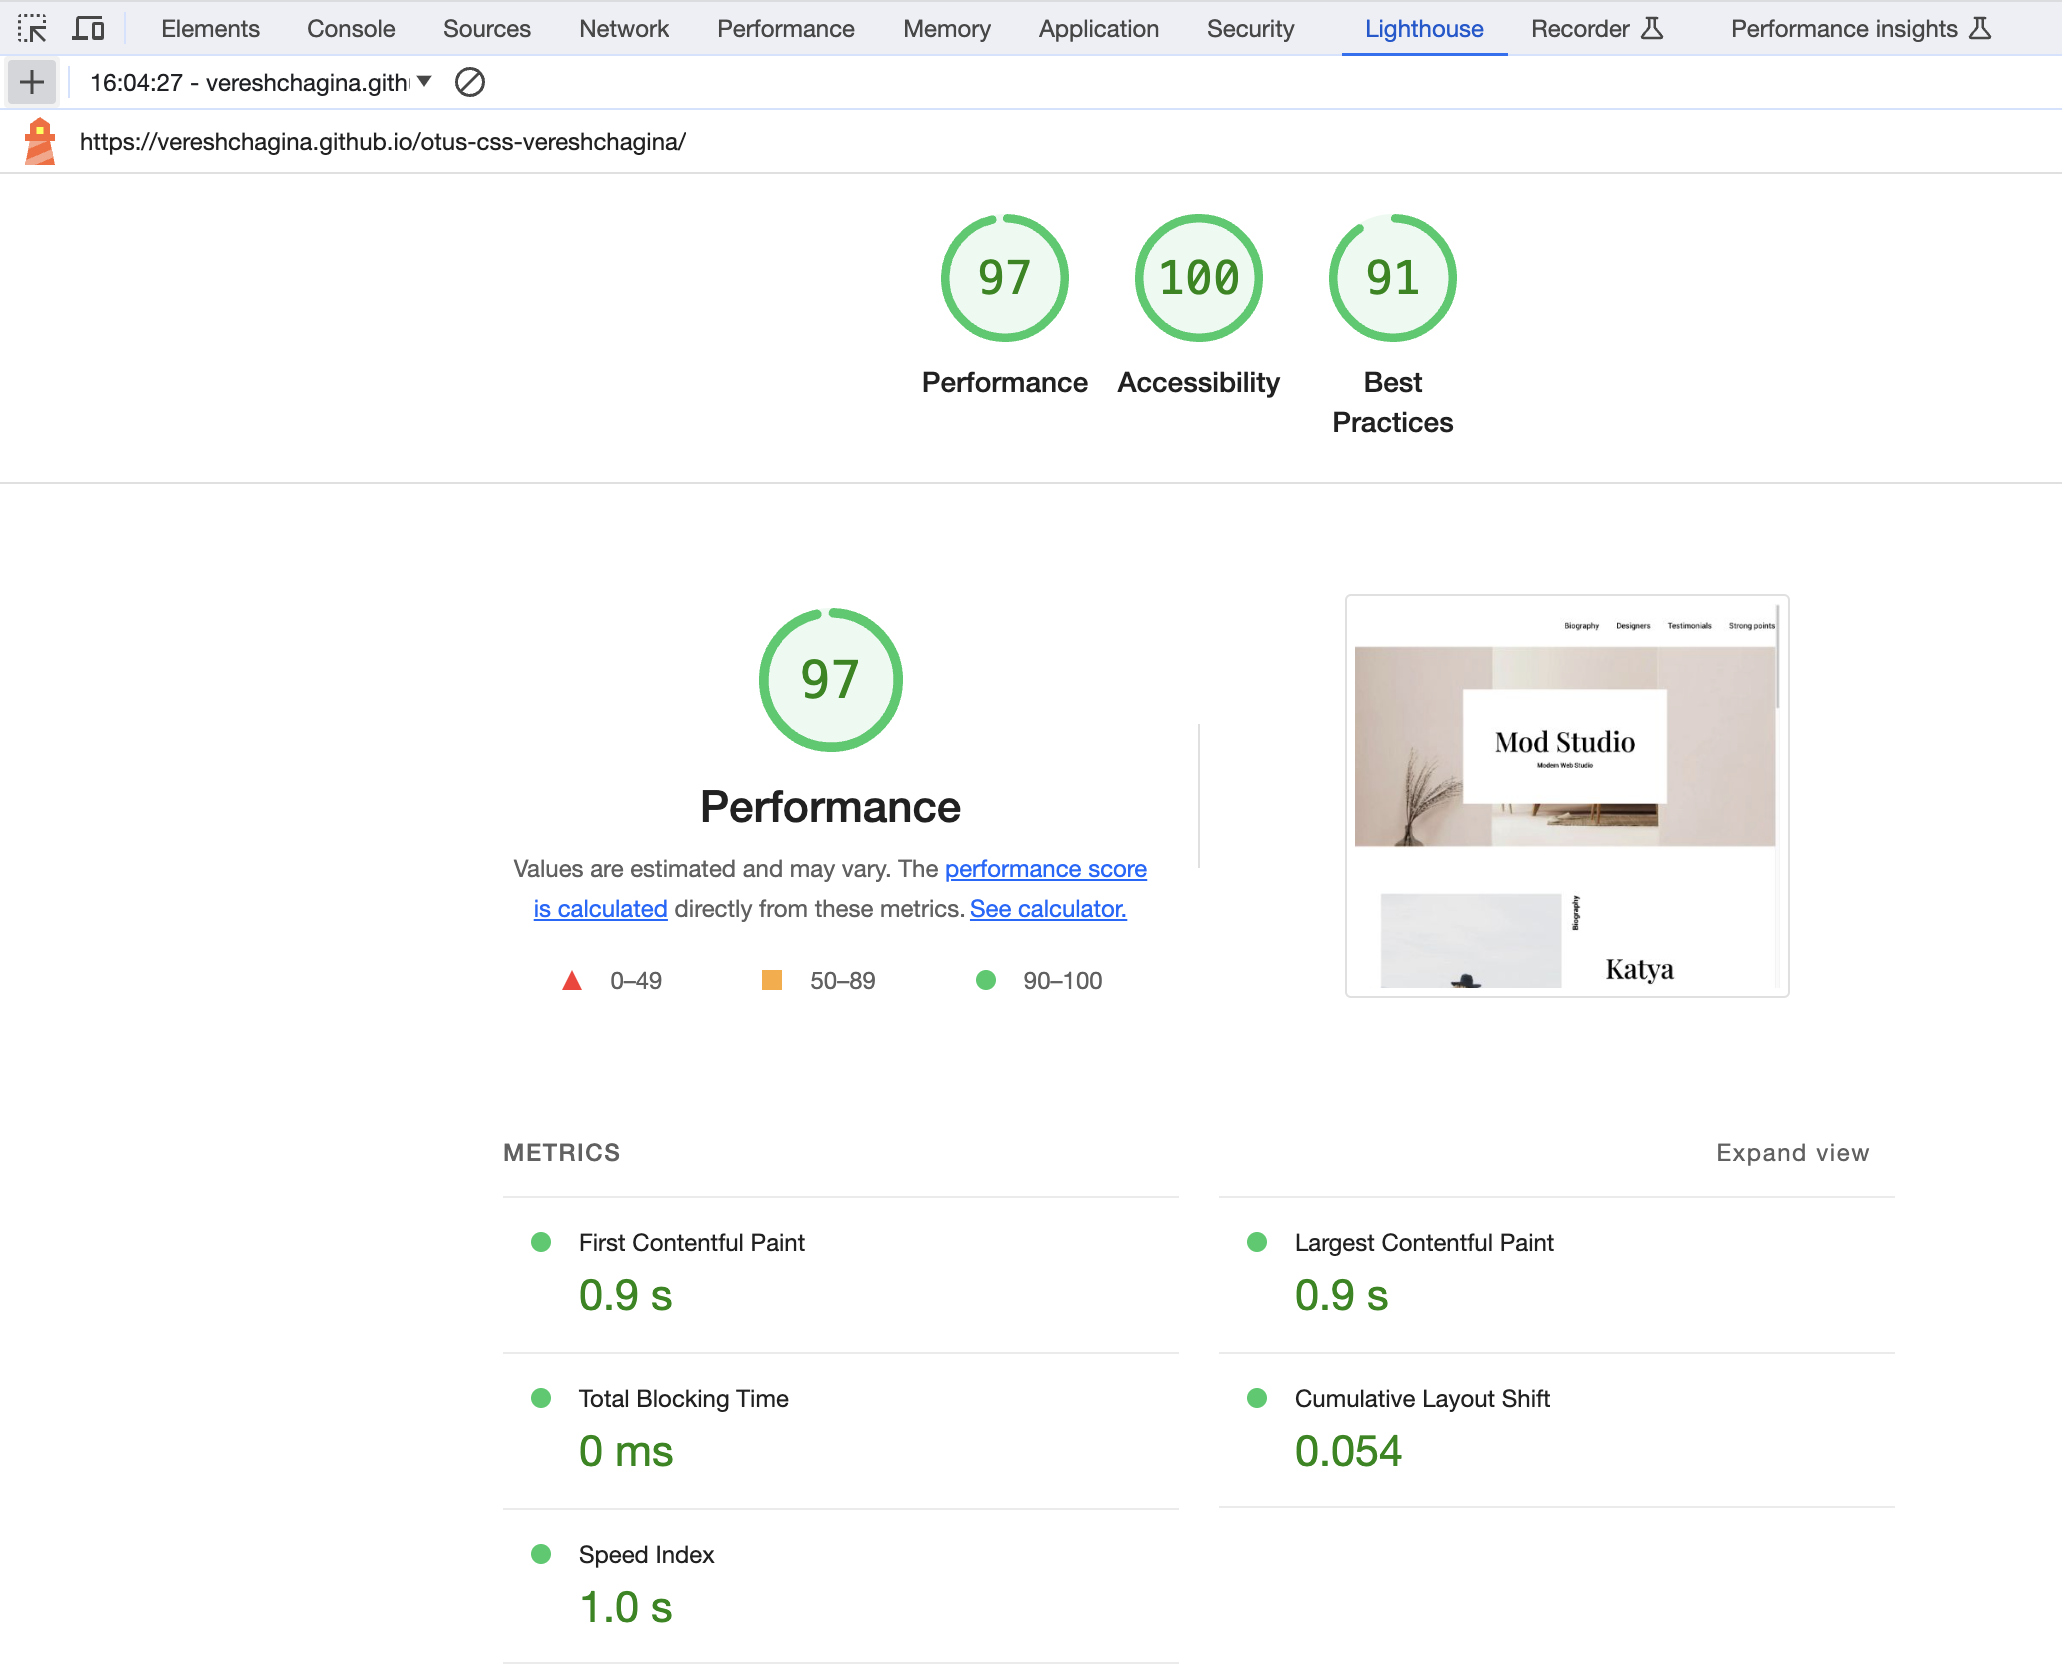 Elements Console Sources Network Performance Memory Application Security Lighthouse Recorder Performance insights
16:04:27 - vereshchagina.gith
https://vereshchagina.github.io/otus-css-vereshchagina/
97 100 91
Performance Accessibility Best
Practices
97
Performance
Values are estimated and may vary. The performance score
is calculated directly from these metrics. See calculator.
0–49 50–89 90–100
Biography Designers Testimonials Strong points
Mod Studio
Modern Web Studio
Biography
Katya
METRICS
Expand view
First Contentful Paint
0.9 s
Largest Contentful Paint
0.9 s
Total Blocking Time
0 ms
Cumulative Layout Shift
0.054
Speed Index
1.0 s